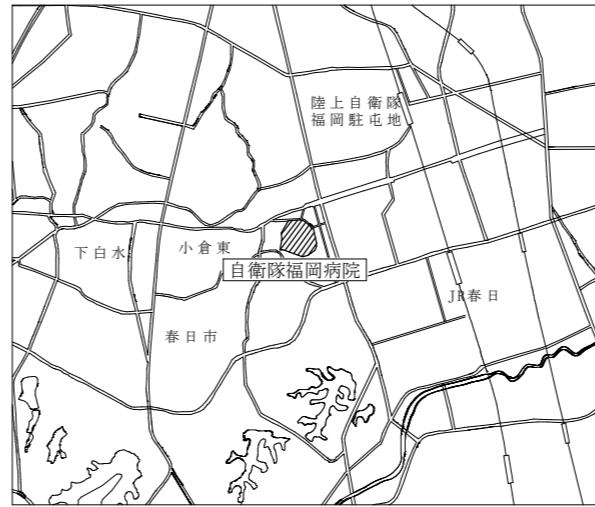 陸上自衛隊
福岡駐屯地
下白水
小倉東
自衛隊福岡病院
JR春日
春日市